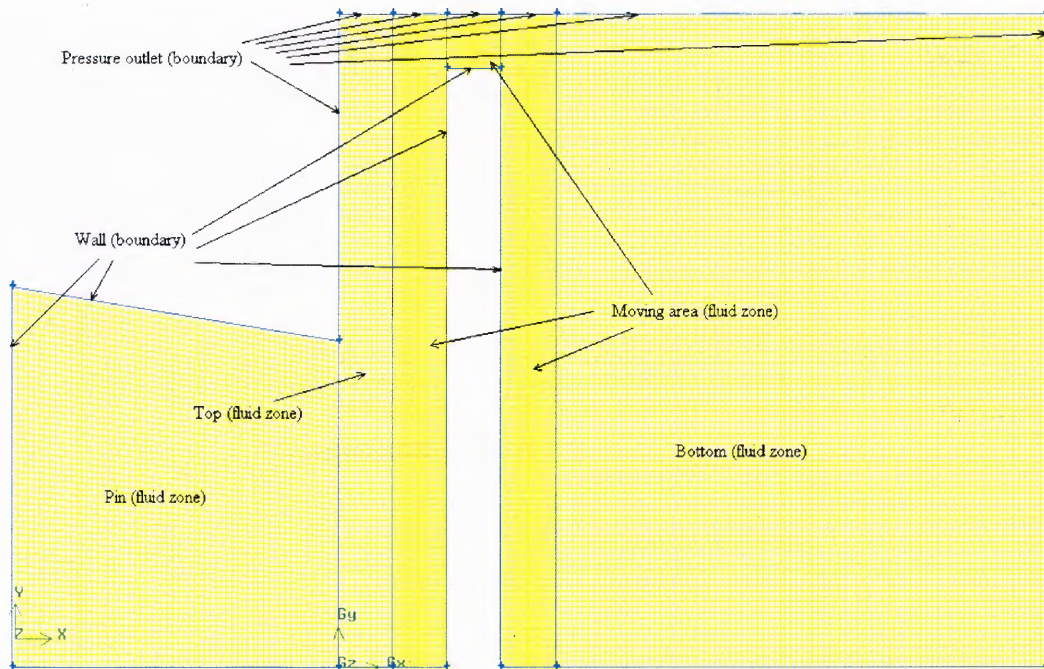 Pressure outlet (boundary)
Wall (boundary)
Moving area (fluid zone)
Top (fluid zone)
Bottom (fluid zone)
Pin (fluid zone)
Y
Z X
Gy
Gz Gx